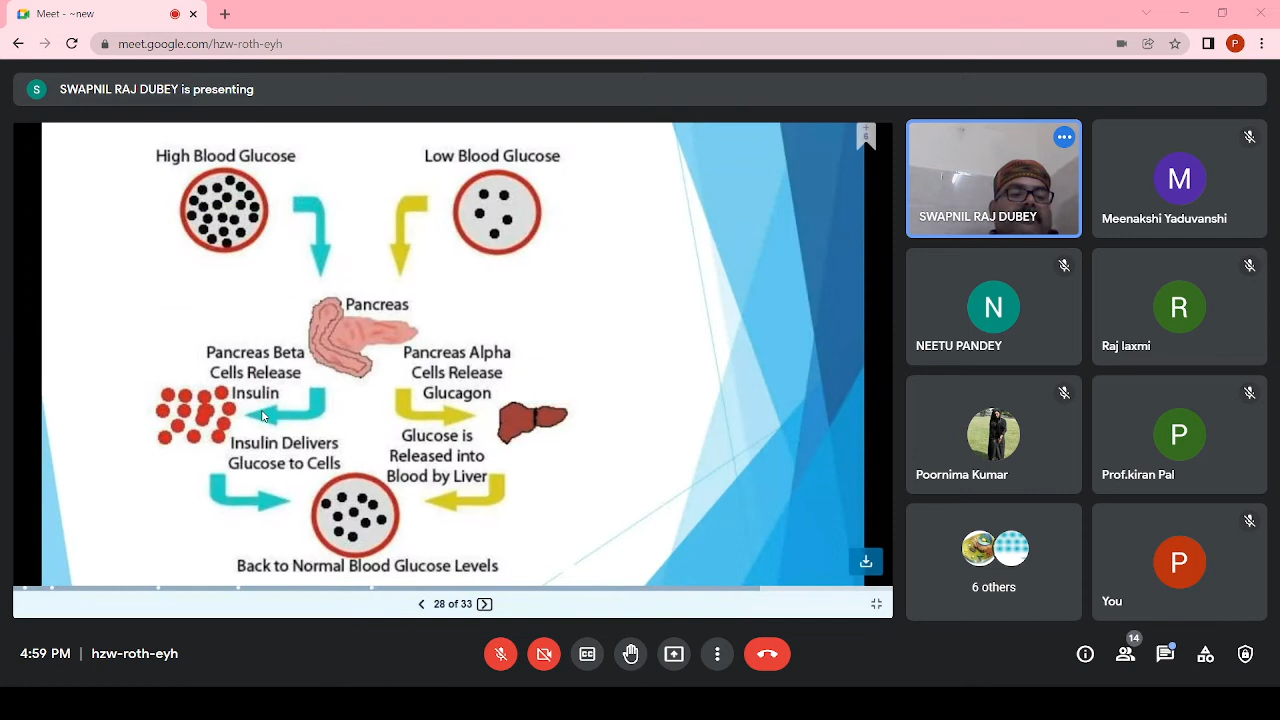 Meet - ~new
meet.google.com/hzw-roth-eyh
P
S
SWAPNIL RAJ DUBEY is presenting
6
High Blood Glucose
Low Blood Glucose
Pancreas
Pancreas Beta
Cells Release
Insulin
Pancreas Alpha
Cells Release
Glucagon
Insulin Delivers
Glucose to Cells
Glucose is
Released into
Blood by Liver
Back to Normal Blood Glucose Levels
28 of 33
SWAPNIL RAJ DUBEY
M
Meenakshi Yaduvanshi
N
NEETU PANDEY
R
Raj laxmi
Poornima Kumar
P
Prof.kiran Pal
6 others
P
You
4:59 PM | hzw-roth-eyh
CC
14